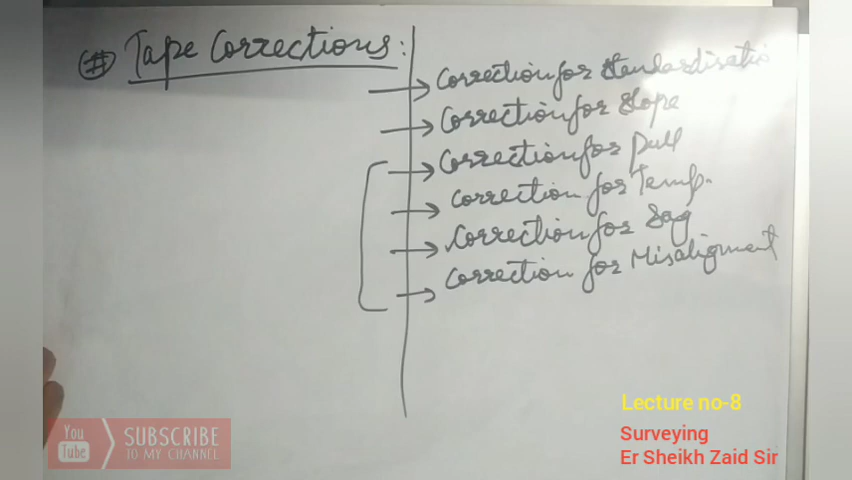 # Tape Corrections:
Correction for Standardisatio
Correction for Slope
Correction for Pull
Correction for Temp.
Correction for Sag
Correction for Misalignment
Lecture no-8
Surveying
Er Sheikh Zaid Sir
You
Tube
SUBSCRIBE
TO MY CHANNEL